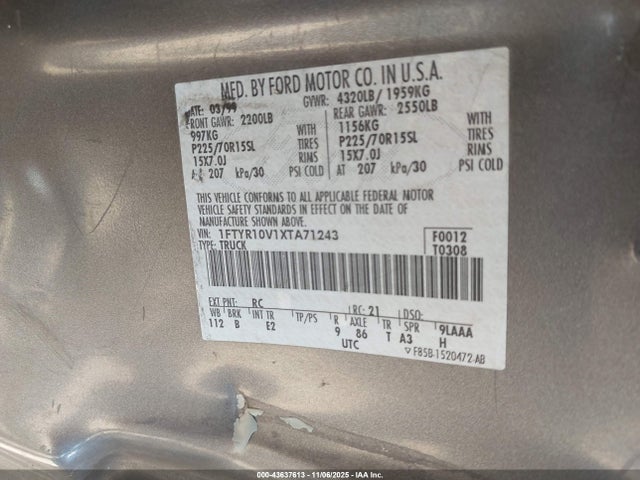 MFD. BY FORD MOTOR CO. IN U.S.A.
DATE: 03/99 GVWR: 4320LB/ 1959KG
FRONT GAWR: 2200LB REAR GAWR: 2550LB
997KG WITH 1156KG WITH
P225/70R15SL TIRES P225/70R15SL TIRES
15X7.0J RIMS 15X7.0J RIMS
AT 207 kPa/30 PSI COLD AT 207 kPa/30 PSI COLD
THIS VEHICLE CONFORMS TO ALL APPLICABLE FEDERAL MOTOR
VEHICLE SAFETY STANDARDS IN EFFECT ON THE DATE OF
MANUFACTURE SHOWN ABOVE.
VIN: 1FTYR10V1XTA71243 F0012
TYPE: TRUCK T0308
EXT PNT: RC RC: 21 DSO:
WB BRK INT TR TP/PS R AXLE TR SPR 9LAAA
112 B E2 9 86 T A3 H
UTC F85B-1520472-AB
00-43637613 - 11/06/2025 - IAA Inc.